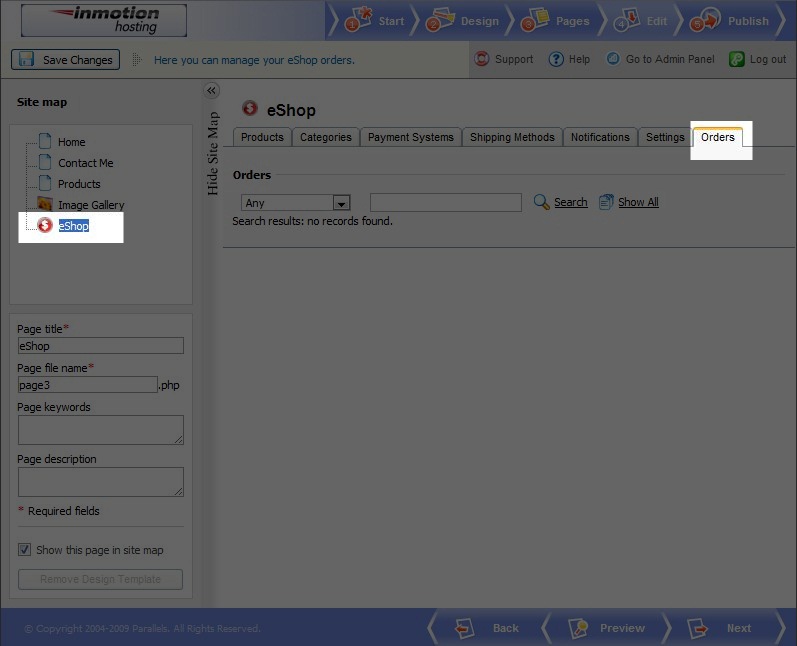 inmotion
hosting
1 Start
2 Design
3 Pages
4 Edit
5 Publish
Save Changes
Here you can manage your eShop orders.
Support
Help
Go to Admin Panel
Log out
Site map
Home
Contact Me
Products
Image Gallery
eShop
Page title*
eShop
Page file name*
page3 .php
Page keywords
Page description
* Required fields
Show this page in site map
Remove Design Template
«
Hide Site Map
$ eShop
Products
Categories
Payment Systems
Shipping Methods
Notifications
Settings
Orders
Orders
Any
Search
Show All
Search results: no records found.
© Copyright 2004-2009 Parallels. All Rights Reserved.
Back
Preview
Next